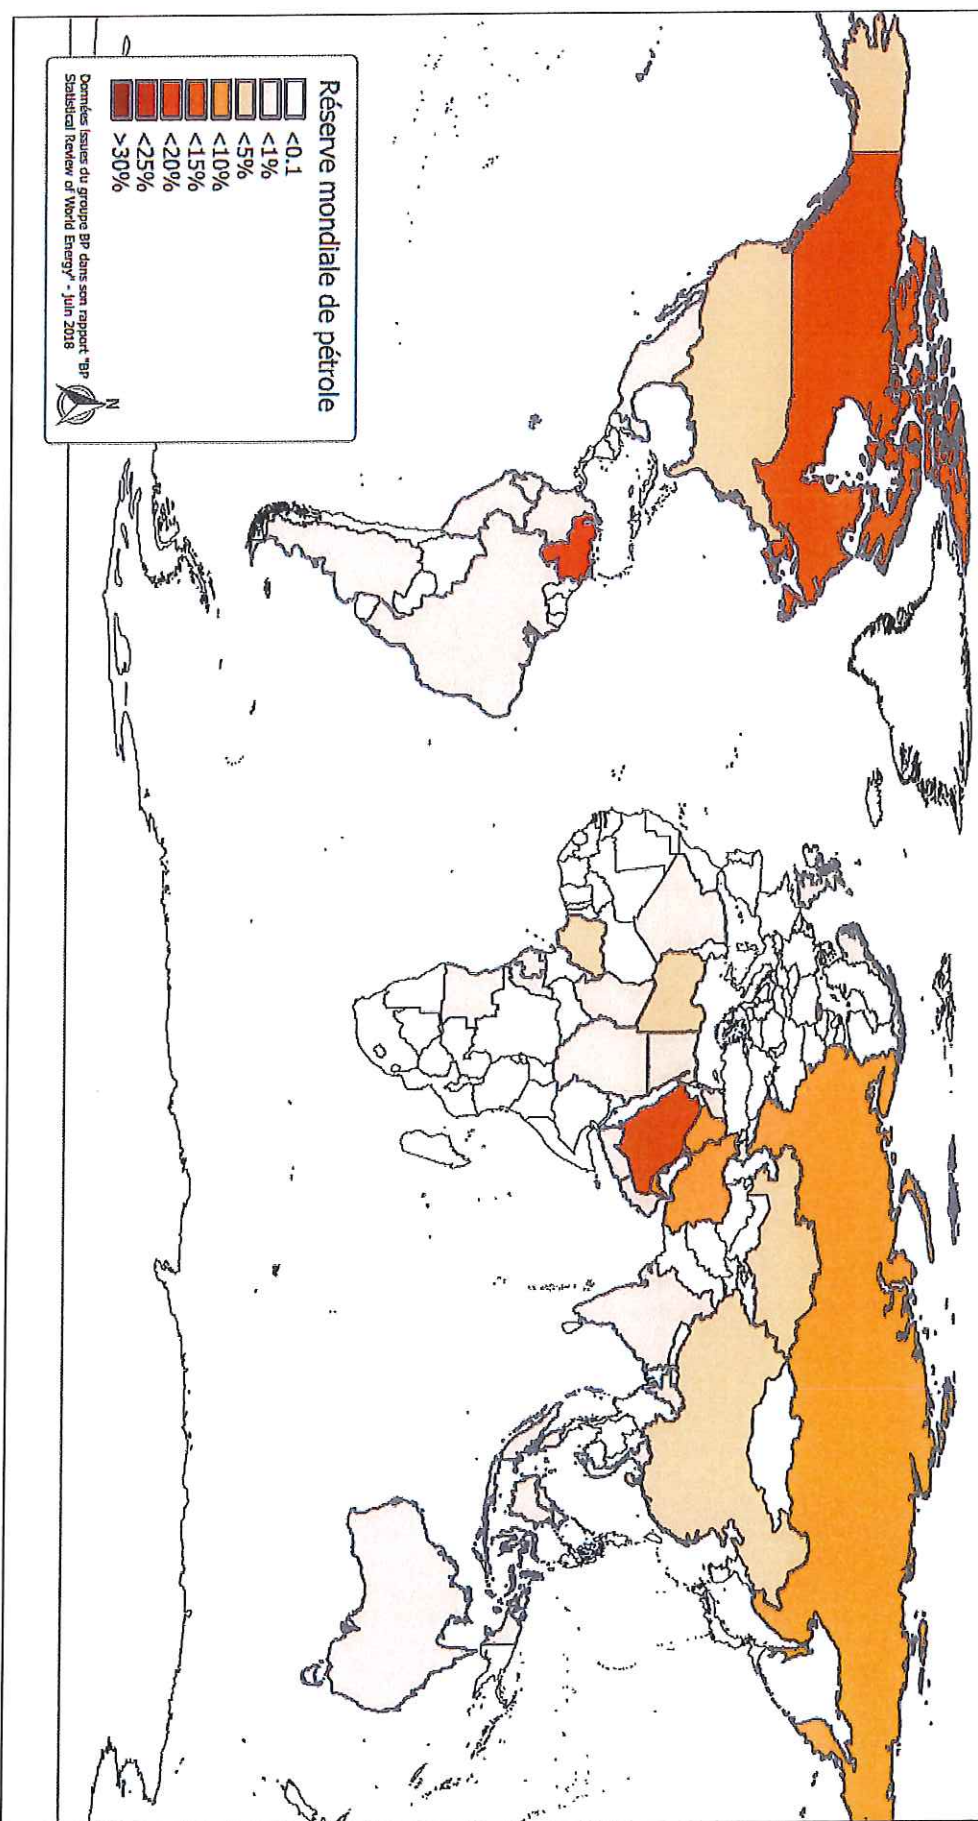 Réserve mondiale de pétrole
<0.1
<1%
<5%
<10%
<15%
<20%
<25%
>30%
Données issues du groupe BP dans son rapport "BP
Statistical Review of World Energy" - juin 2018
N